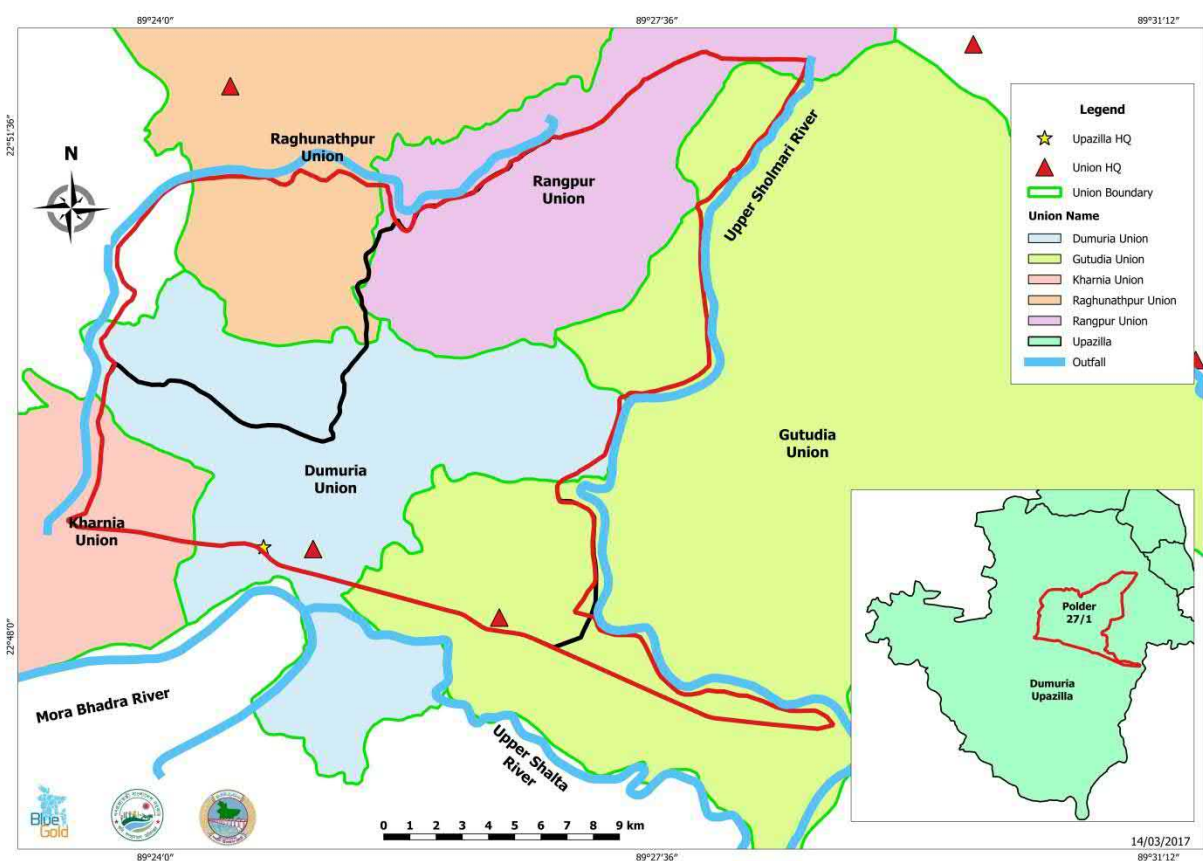 89°24'0"
89°27'36"
89°31'12"
22°51'36"
22°48'0"
N
Raghunathpur
Union
Rangpur
Union
Upper Sholmari River
Dumuria
Union
Gutudia
Union
Kharnia
Union
Mora Bhadra River
Upper Shalta
River
Legend
Upazilla HQ
Union HQ
Union Boundary
Union Name
Dumuria Union
Gutudia Union
Kharnia Union
Raghunathpur Union
Rangpur Union
Upazilla
Outfall
Polder
27/1
Dumuria
Upazilla
Blue
Gold
0 1 2 3 4 5 6 7 8 9 km
14/03/2017
89°24'0"
89°27'36"
89°31'12"